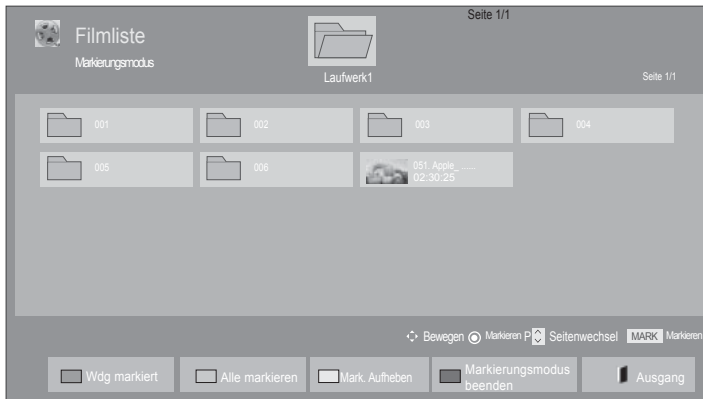 Seite 1/1
Filmliste
Markierungsmodus
Laufwerk1
Seite 1/1
001
002
003
004
005
006
051. Apple_ ......
02:30:25
Bewegen
Markieren
P
Seitenwechsel
MARK
Markieren
Wdg markiert
Alle markieren
Mark. Aufheben
Markierungsmodus
beenden
Ausgang